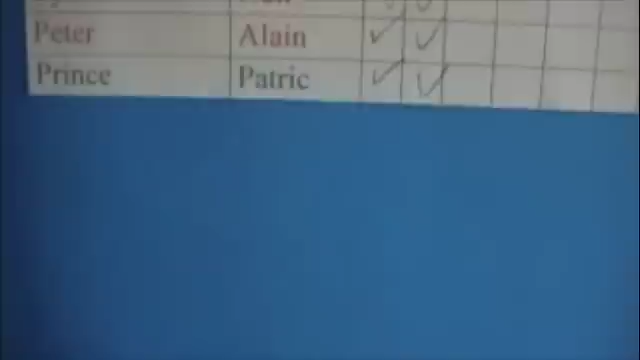 Peter Alain ✓ ✓
Prince Patric ✓ ✓